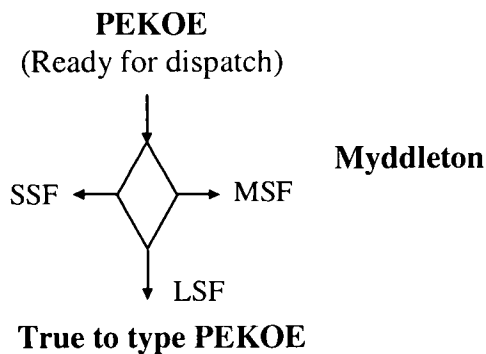 PEKOE
(Ready for dispatch)
Myddleton
SSF
MSF
LSF
True to type PEKOE